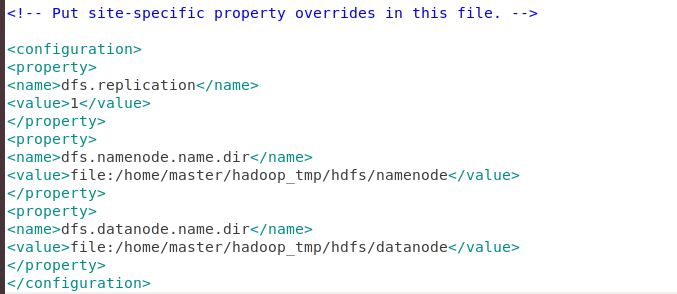 <!-- Put site-specific property overrides in this file. -->
<configuration>
<property>
<name>dfs.replication</name>
<value>1</value>
</property>
<property>
<name>dfs.namenode.name.dir</name>
<value>file:/home/master/hadoop_tmp/hdfs/namenode</value>
</property>
<property>
<name>dfs.datanode.name.dir</name>
<value>file:/home/master/hadoop_tmp/hdfs/datanode</value>
</property>
</configuration>